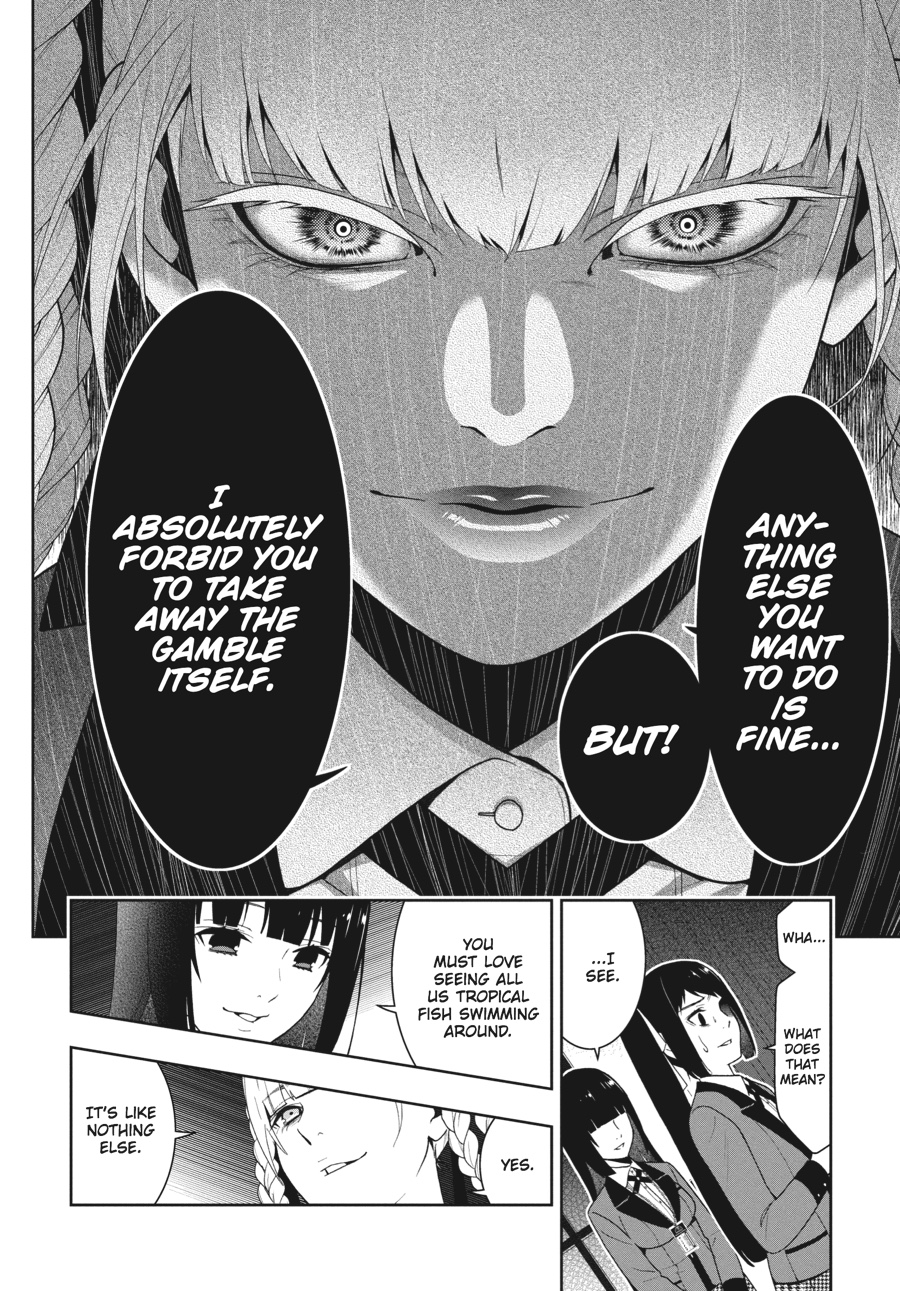 ANY-
THING
ELSE
YOU
WANT
TO DO
IS
FINE...
BUT!
I
ABSOLUTELY
FORBID YOU
TO TAKE
AWAY THE
GAMBLE
ITSELF.
WHA...
WHAT
DOES
THAT
MEAN?
...I
SEE.
YOU
MUST LOVE
SEEING ALL
US TROPICAL
FISH SWIMMING
AROUND.
YES.
IT'S LIKE
NOTHING
ELSE.